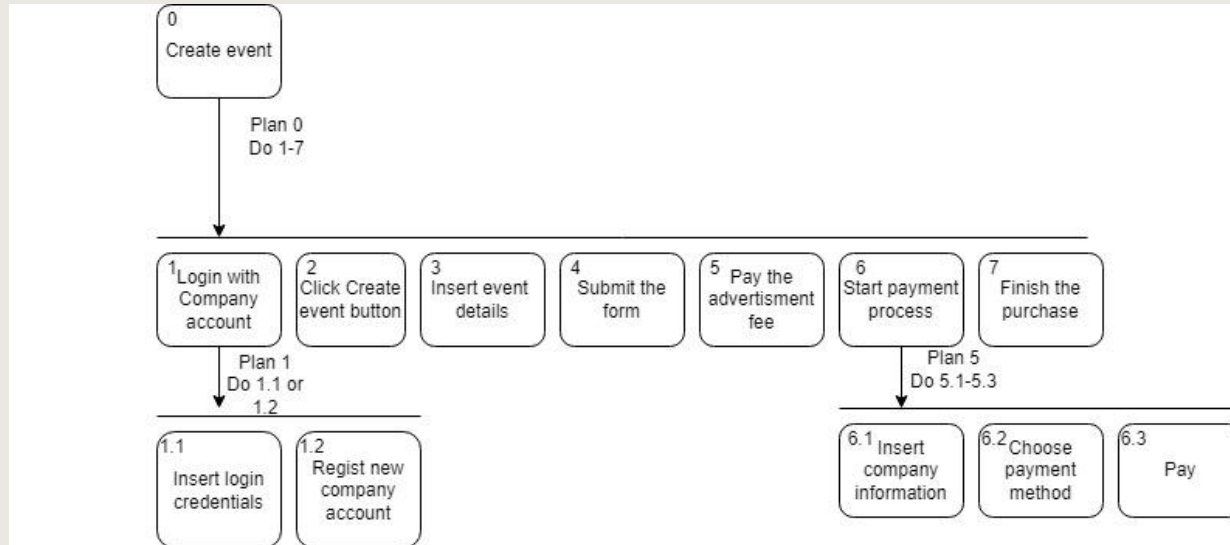 0
Create event
Plan 0
Do 1-7
1
Login with
Company
account
2
Click Create
event button
3
Insert event
details
4
Submit the
form
5
Pay the
advertisment
fee
6
Start payment
process
7
Finish the
purchase
Plan 1
Do 1.1 or
1.2
Plan 5
Do 5.1-5.3
1.1
Insert login
credentials
1.2
Regist new
company
account
6.1
Insert
company
information
6.2
Choose
payment
method
6.3
Pay